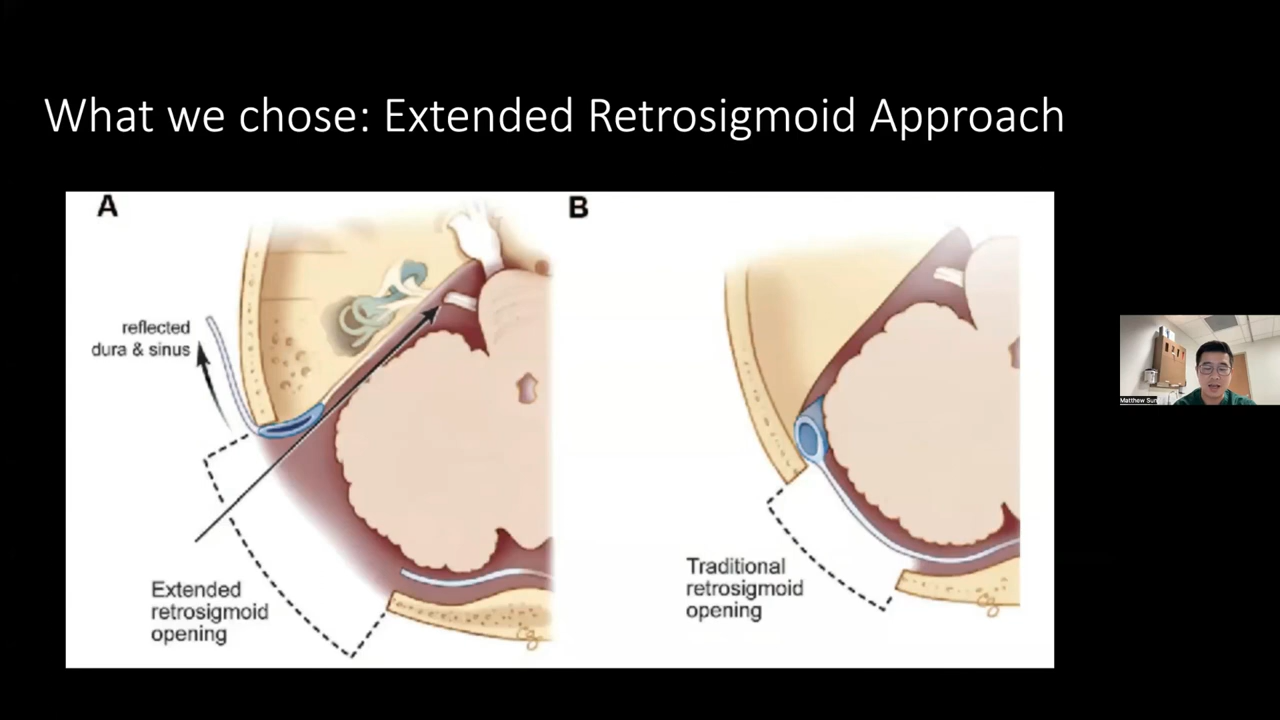 What we chose: Extended Retrosigmoid Approach
A
B
reflected
dura & sinus
Extended
retrosigmoid
opening
Traditional
retrosigmoid
opening
Matthew Sun